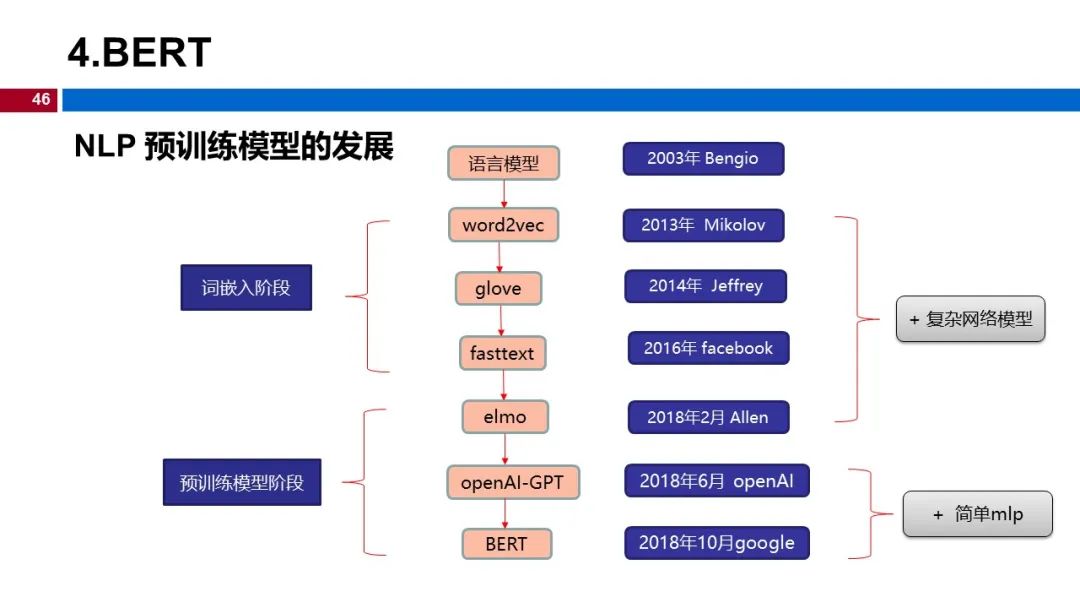 4.BERT
46
NLP 预训练模型的发展
语言模型
2003年 Bengio
word2vec
2013年 Mikolov
词嵌入阶段
glove
2014年 Jeffrey
+ 复杂网络模型
fasttext
2016年 facebook
elmo
2018年2月 Allen
预训练模型阶段
openAI-GPT
2018年6月 openAI
+ 简单mlp
BERT
2018年10月google